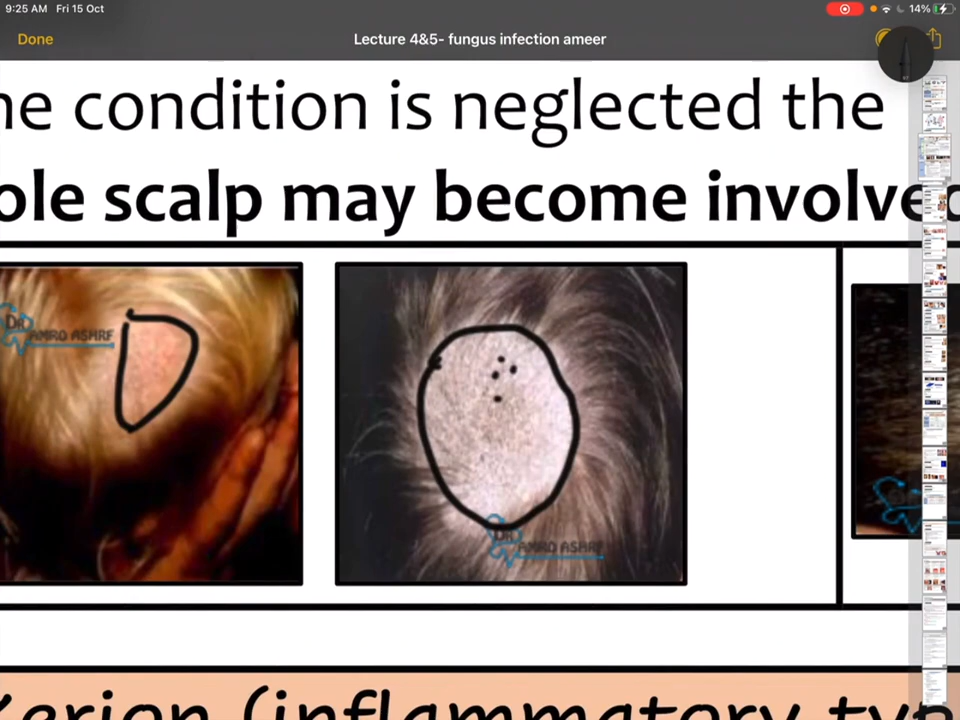 9:25 AM Fri 15 Oct
14%
Done
Lecture 4&5- fungus infection ameer
he condition is neglected the
ole scalp may become involved
DR
AMRO ASHRF
DR
AMRO ASHRF
Kerion (inflammatory typ